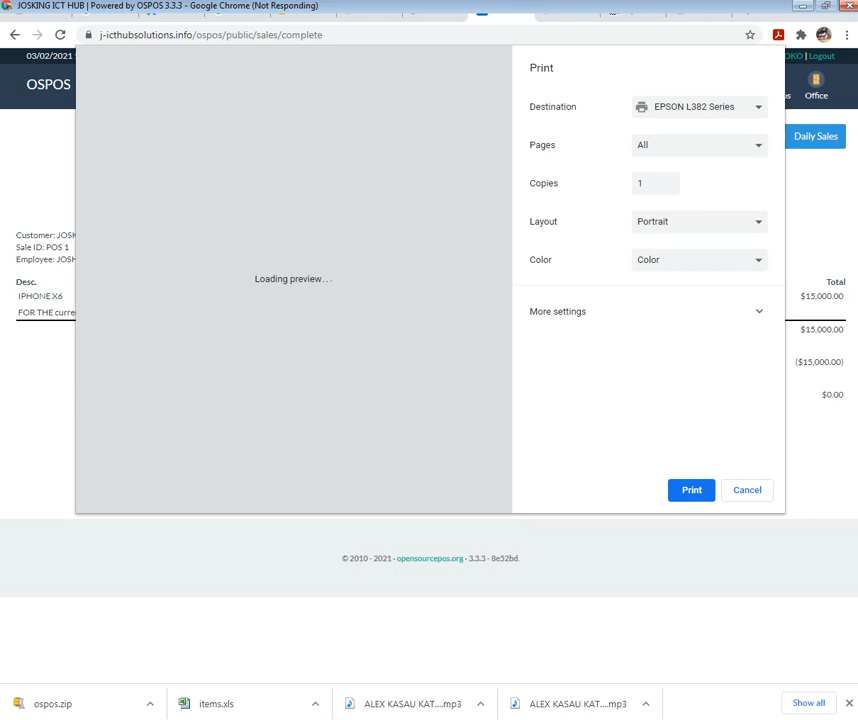 JOSKING ICT HUB | Powered by OSPOS 3.3.3 - Google Chrome (Not Responding)
j-icthubsolutions.info/ospos/public/sales/complete
03/02/2021
OKO | Logout
OSPOS
Office
Daily Sales
Print
Destination EPSON L382 Series
Pages All
Copies 1
Layout Portrait
Color Color
More settings
Print Cancel
Loading preview...
Customer: JOSK
Sale ID: POS 1
Employee: JOSH
Desc. Total
IPHONE X6 $15,000.00
FOR THE curre
$15,000.00
($15,000.00)
$0.00
© 2010 - 2021 · opensourcepos.org · 3.3.3 - 8e52bd.
ospos.zip items.xls ALEX KASAU KAT....mp3 ALEX KASAU KAT....mp3 Show all